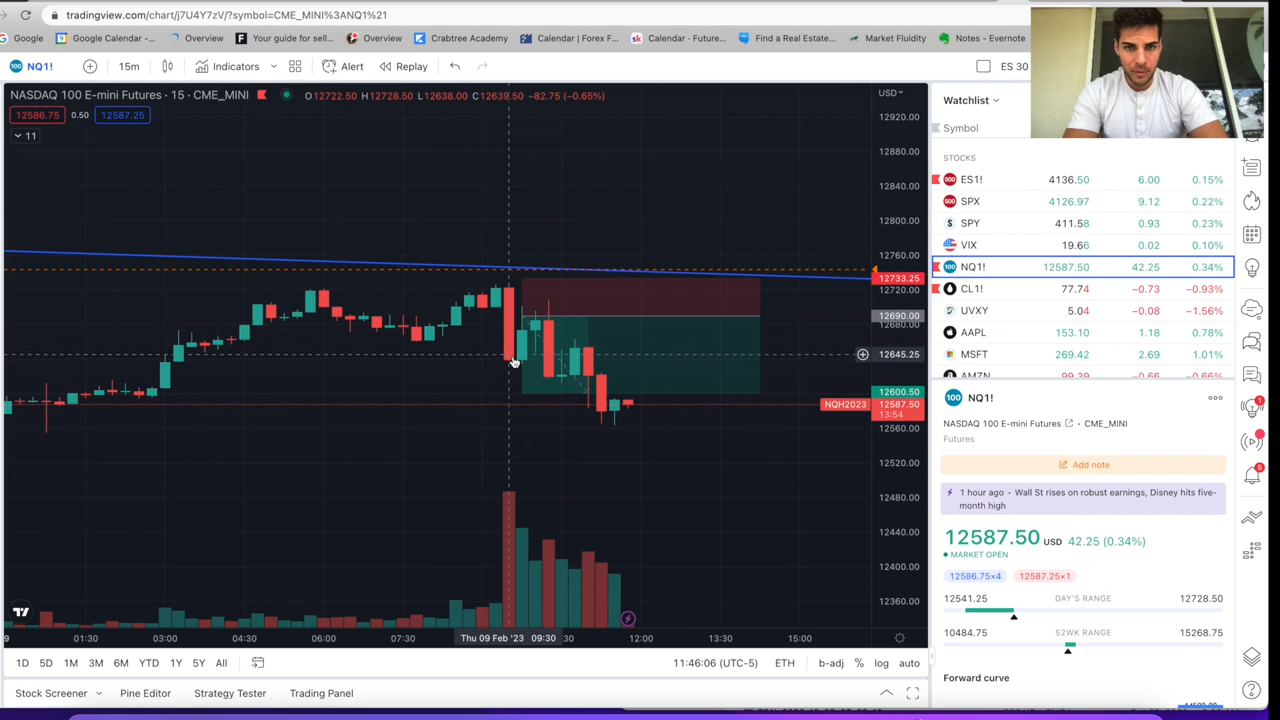 tradingview.com/chart/j7U4Y7zV/?symbol=CME_MINI%3ANQ1%21
Google
Google Calendar -...
Overview
Your guide for sell...
Overview
Crabtree Academy
Calendar | Forex F...
Calendar · Future...
Find a Real Estate...
Market Fluidity
Notes - Evernote
NQ1!
15m
Indicators
Alert
Replay
ES 30
NASDAQ 100 E-mini Futures · 15 · CME_MINI
O12722.50 H12728.50 L12638.00 C12639.50 −82.75 (−0.65%)
USD
12586.75 0.50 12587.25
11
12920.00
12880.00
12840.00
12800.00
12760.00
12733.25
12720.00
12690.00
12680.00
12645.25
12600.50
NQH2023 12587.50
13:54
12560.00
12520.00
12480.00
12440.00
12400.00
12360.00
9
01:30
03:00
04:30
06:00
07:30
Thu 09 Feb '23 09:30
:30
12:00
13:30
15:00
1D 5D 1M 3M 6M YTD 1Y 5Y All
11:46:06 (UTC-5)
ETH
b-adj % log auto
Stock Screener
Pine Editor
Strategy Tester
Trading Panel
Watchlist
Symbol
STOCKS
ES1! 4136.50 6.00 0.15%
SPX 4126.97 9.12 0.22%
SPY 411.58 0.93 0.23%
VIX 19.66 0.02 0.10%
NQ1! 12587.50 42.25 0.34%
CL1! 77.74 −0.73 −0.93%
UVXY 5.04 −0.08 −1.56%
AAPL 153.10 1.18 0.78%
MSFT 269.42 2.69 1.01%
AMZN 99.39 −0.66 −0.66%
100 NQ1!
NASDAQ 100 E-mini Futures • CME_MINI
Futures
Add note
1 hour ago • Wall St rises on robust earnings, Disney hits five-
month high
12587.50 USD 42.25 (0.34%)
MARKET OPEN
12586.75×4 12587.25×1
12541.25 DAY'S RANGE 12728.50
10484.75 52WK RANGE 15268.75
Forward curve